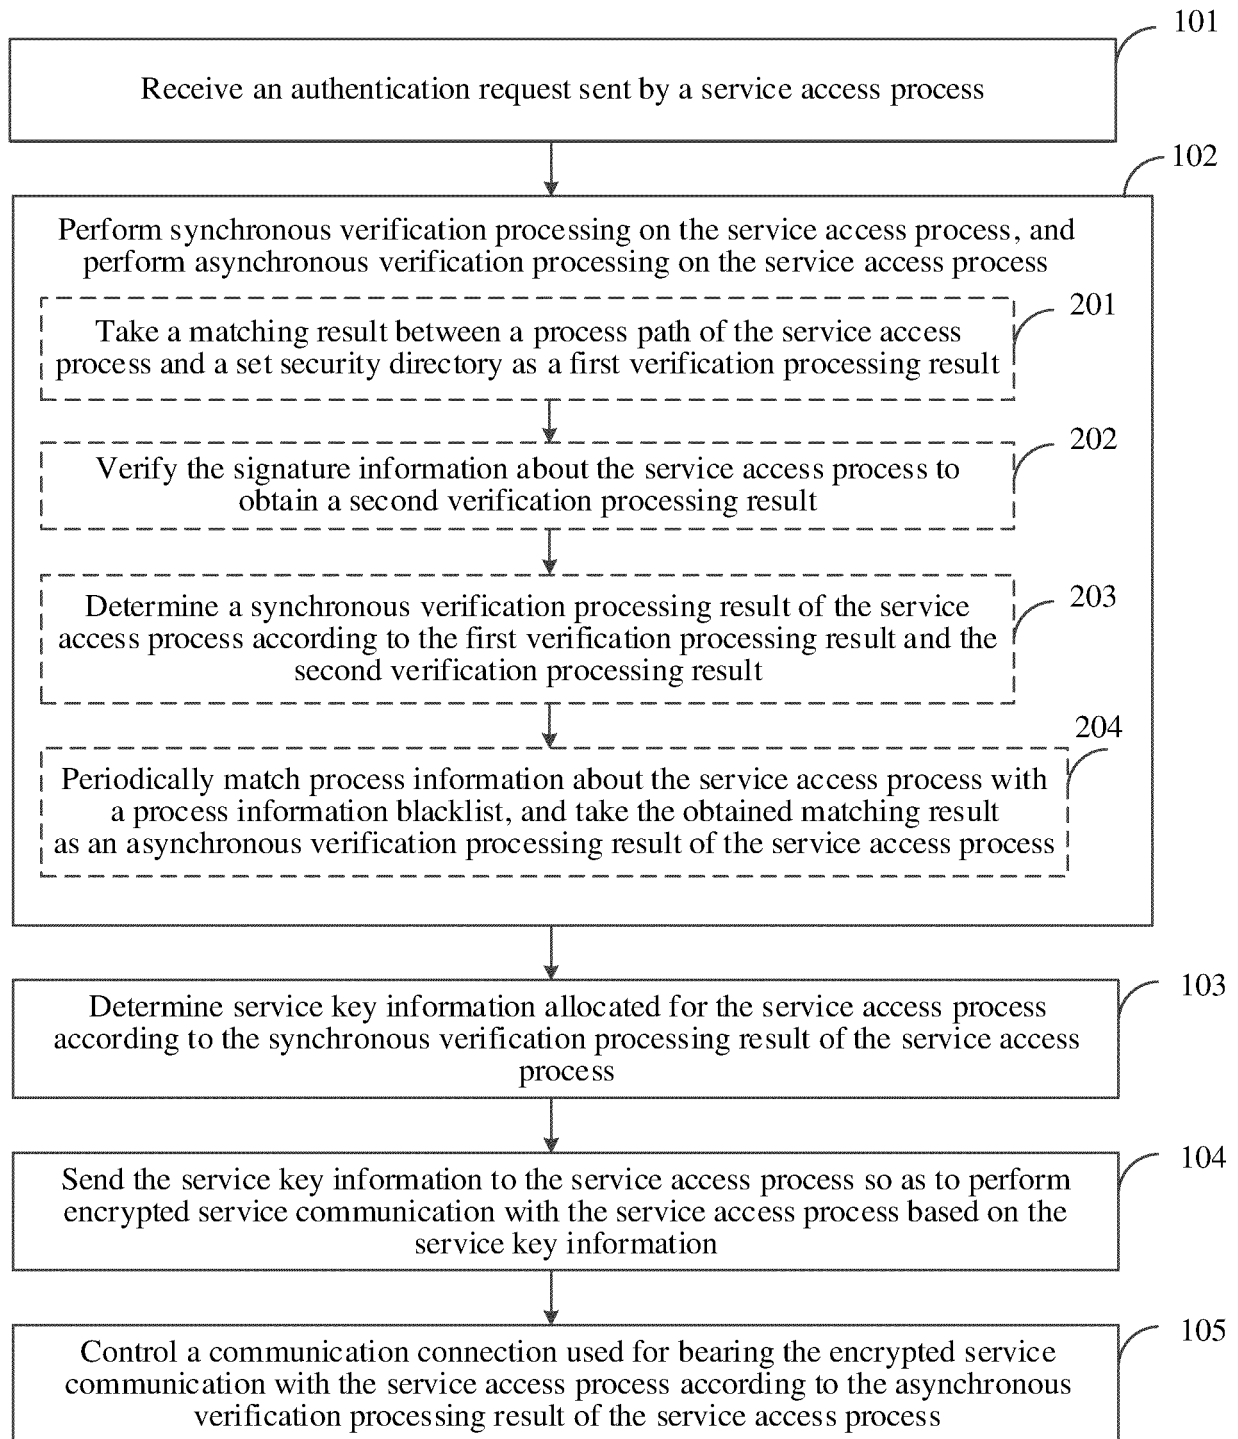 101
Receive an authentication request sent by a service access process
102
Perform synchronous verification processing on the service access process, and
perform asynchronous verification processing on the service access process
201
Take a matching result between a process path of the service access
process and a set security directory as a first verification processing result
202
Verify the signature information about the service access process to
obtain a second verification processing result
203
Determine a synchronous verification processing result of the service
access process according to the first verification processing result and the
second verification processing result
204
Periodically match process information about the service access process with
a process information blacklist, and take the obtained matching result
as an asynchronous verification processing result of the service access process
103
Determine service key information allocated for the service access process
according to the synchronous verification processing result of the service access
process
104
Send the service key information to the service access process so as to perform
encrypted service communication with the service access process based on the
service key information
105
Control a communication connection used for bearing the encrypted service
communication with the service access process according to the asynchronous
verification processing result of the service access process